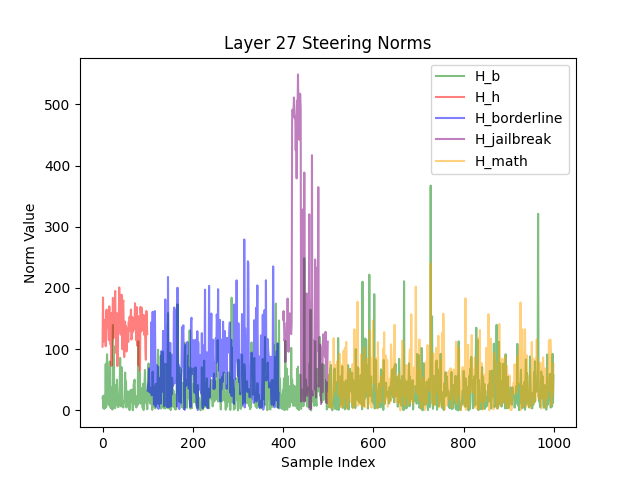 Layer 27 Steering Norms
H_b
H_h
H_borderline
H_jailbreak
H_math
Norm Value
500
400
300
200
100
0
0 200 400 600 800 1000
Sample Index